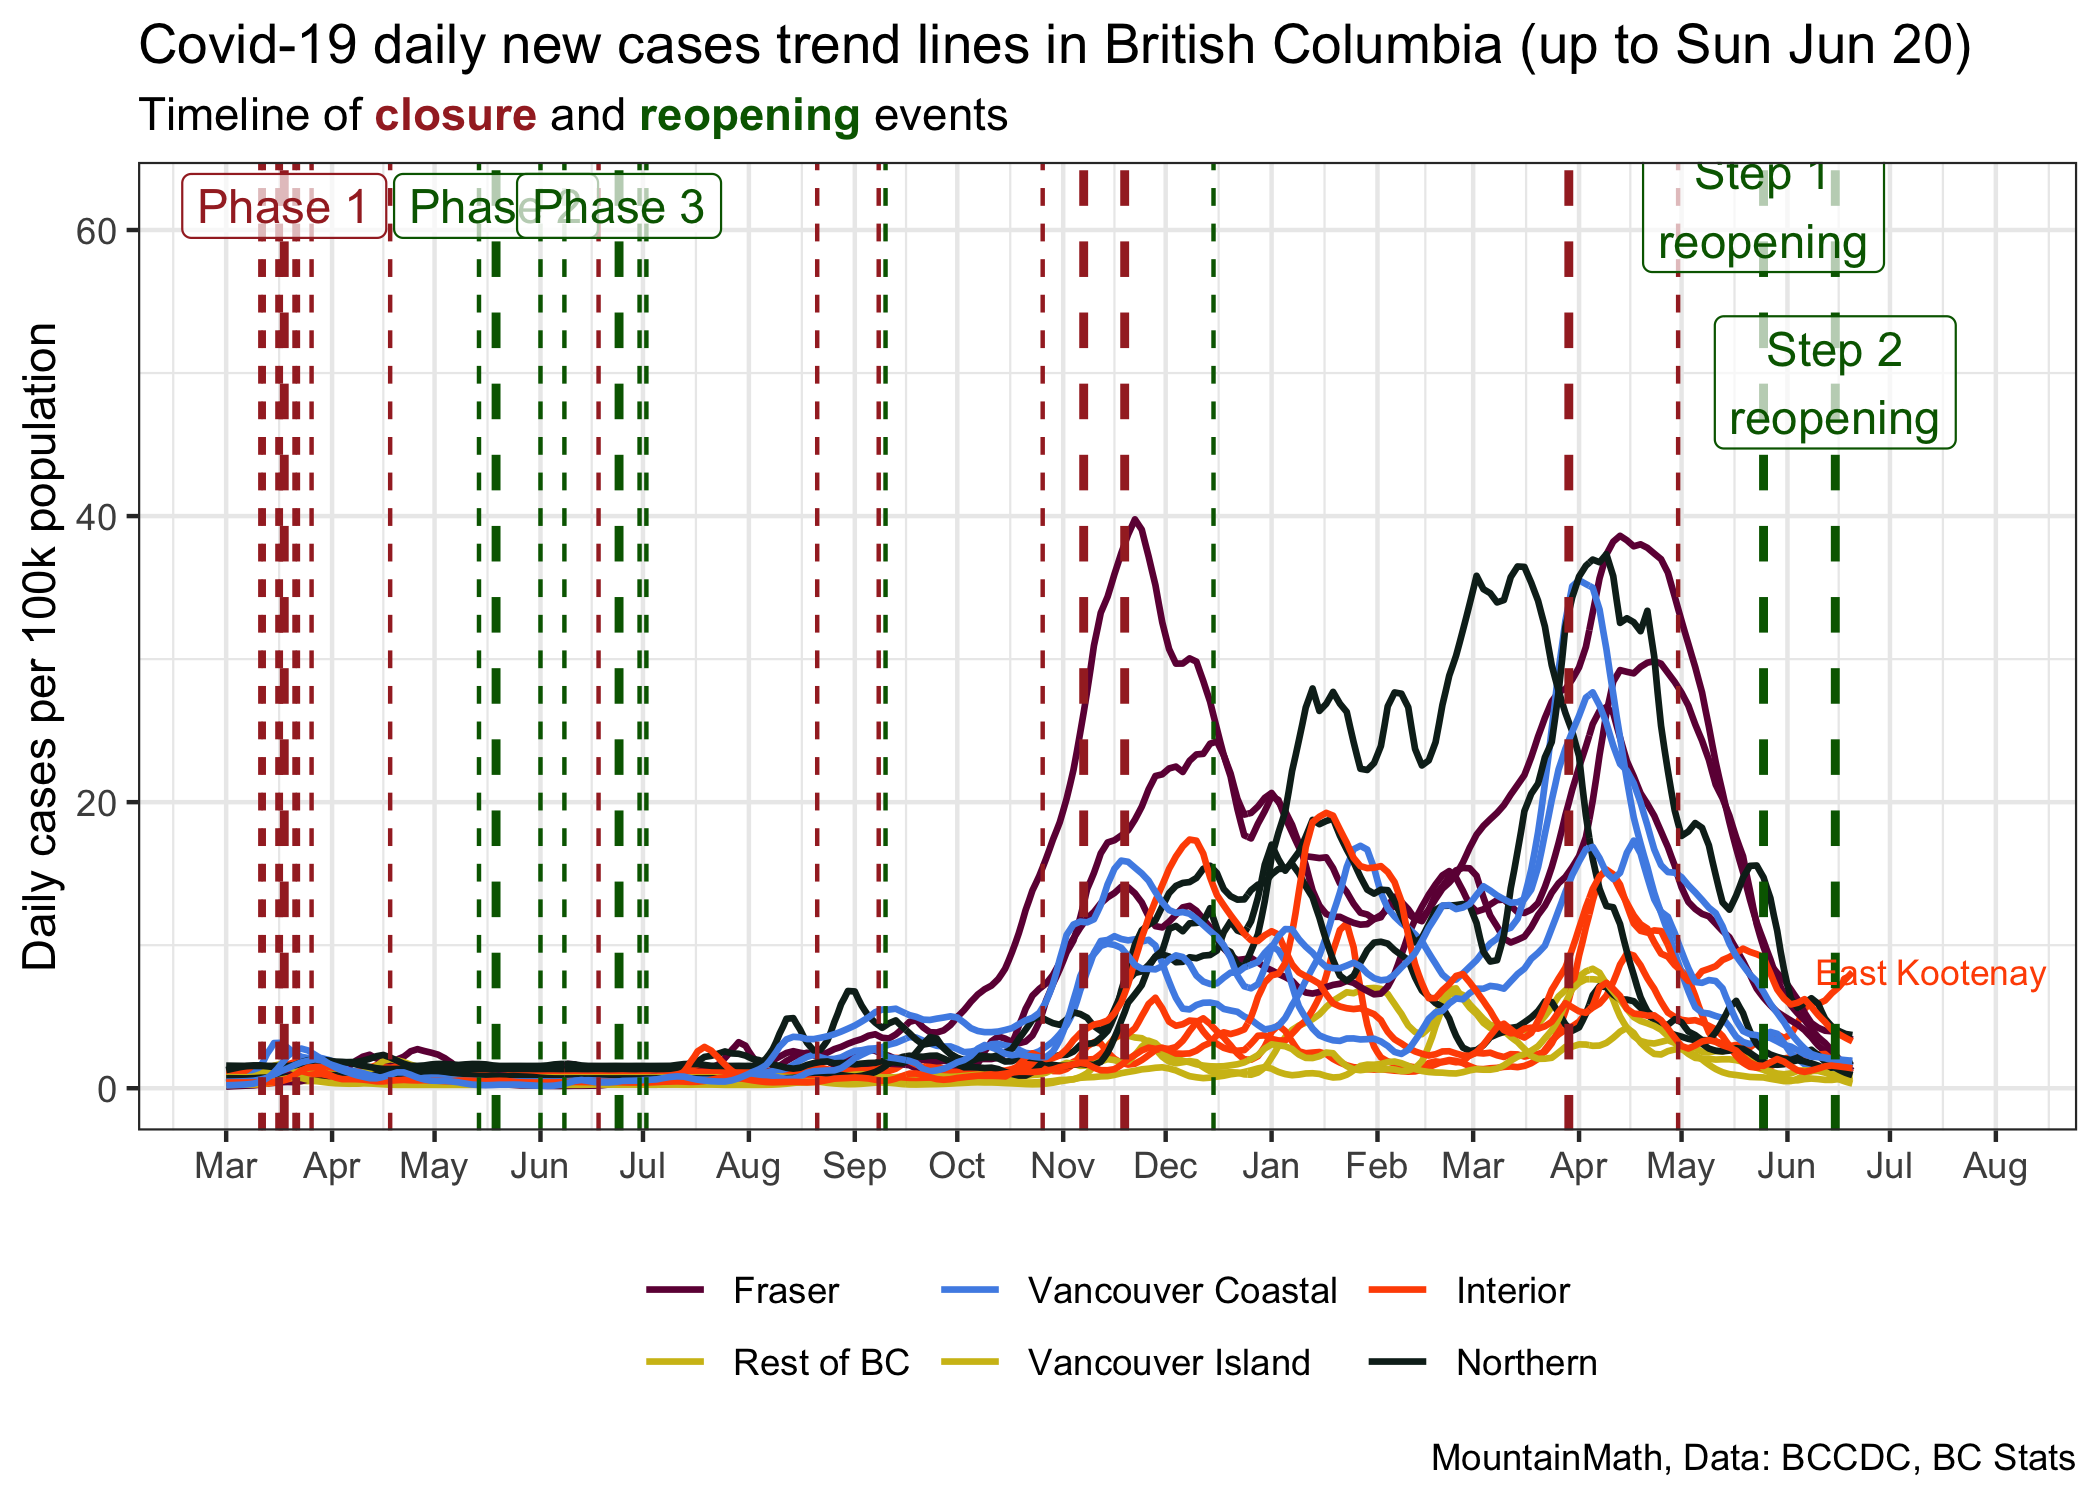 Covid-19 daily new cases trend lines in British Columbia (up to Sun Jun 20)
Timeline of closure and reopening events
Daily cases per 100k population
60
40
20
0
Phase 1
Phase 2
Phase 3
Step 1
reopening
Step 2
reopening
East Kootenay
Mar Apr May Jun Jul Aug Sep Oct Nov Dec Jan Feb Mar Apr May Jun Jul Aug
Fraser Vancouver Coastal Interior
Rest of BC Vancouver Island Northern
MountainMath, Data: BCCDC, BC Stats